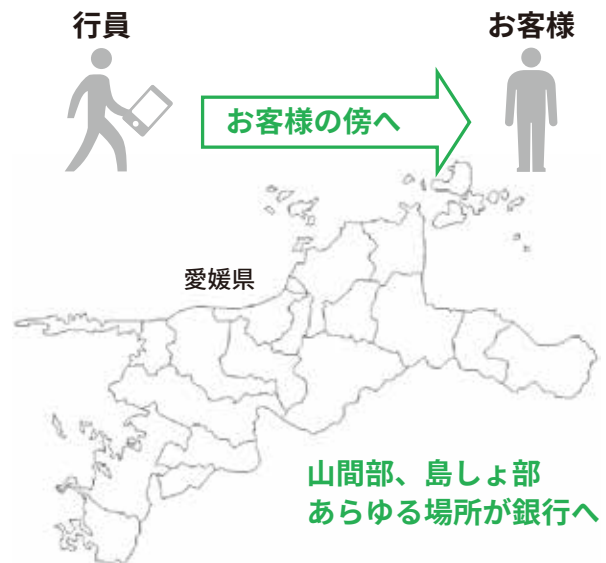 行員
お客様
お客様の傍へ
愛媛県
山間部、島しょ部
あらゆる場所が銀行へ